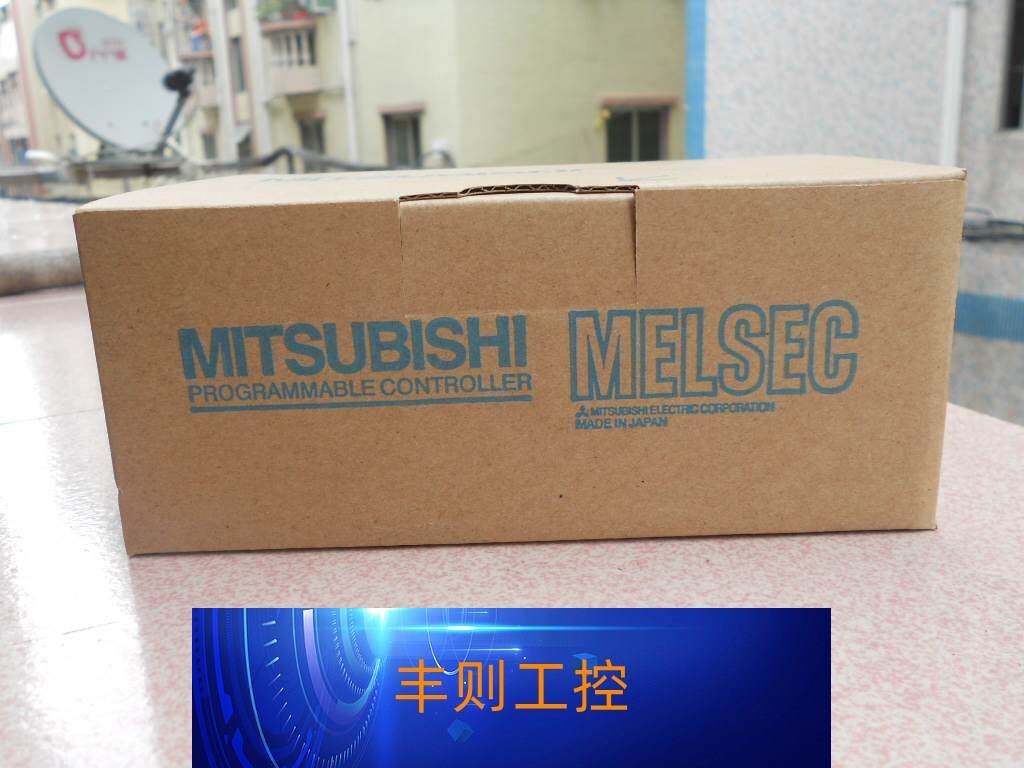 MITSUBISHI
PROGRAMMABLE CONTROLLER
MELSEC
MITSUBISHI ELECTRIC CORPORATION
MADE IN JAPAN
丰则工控